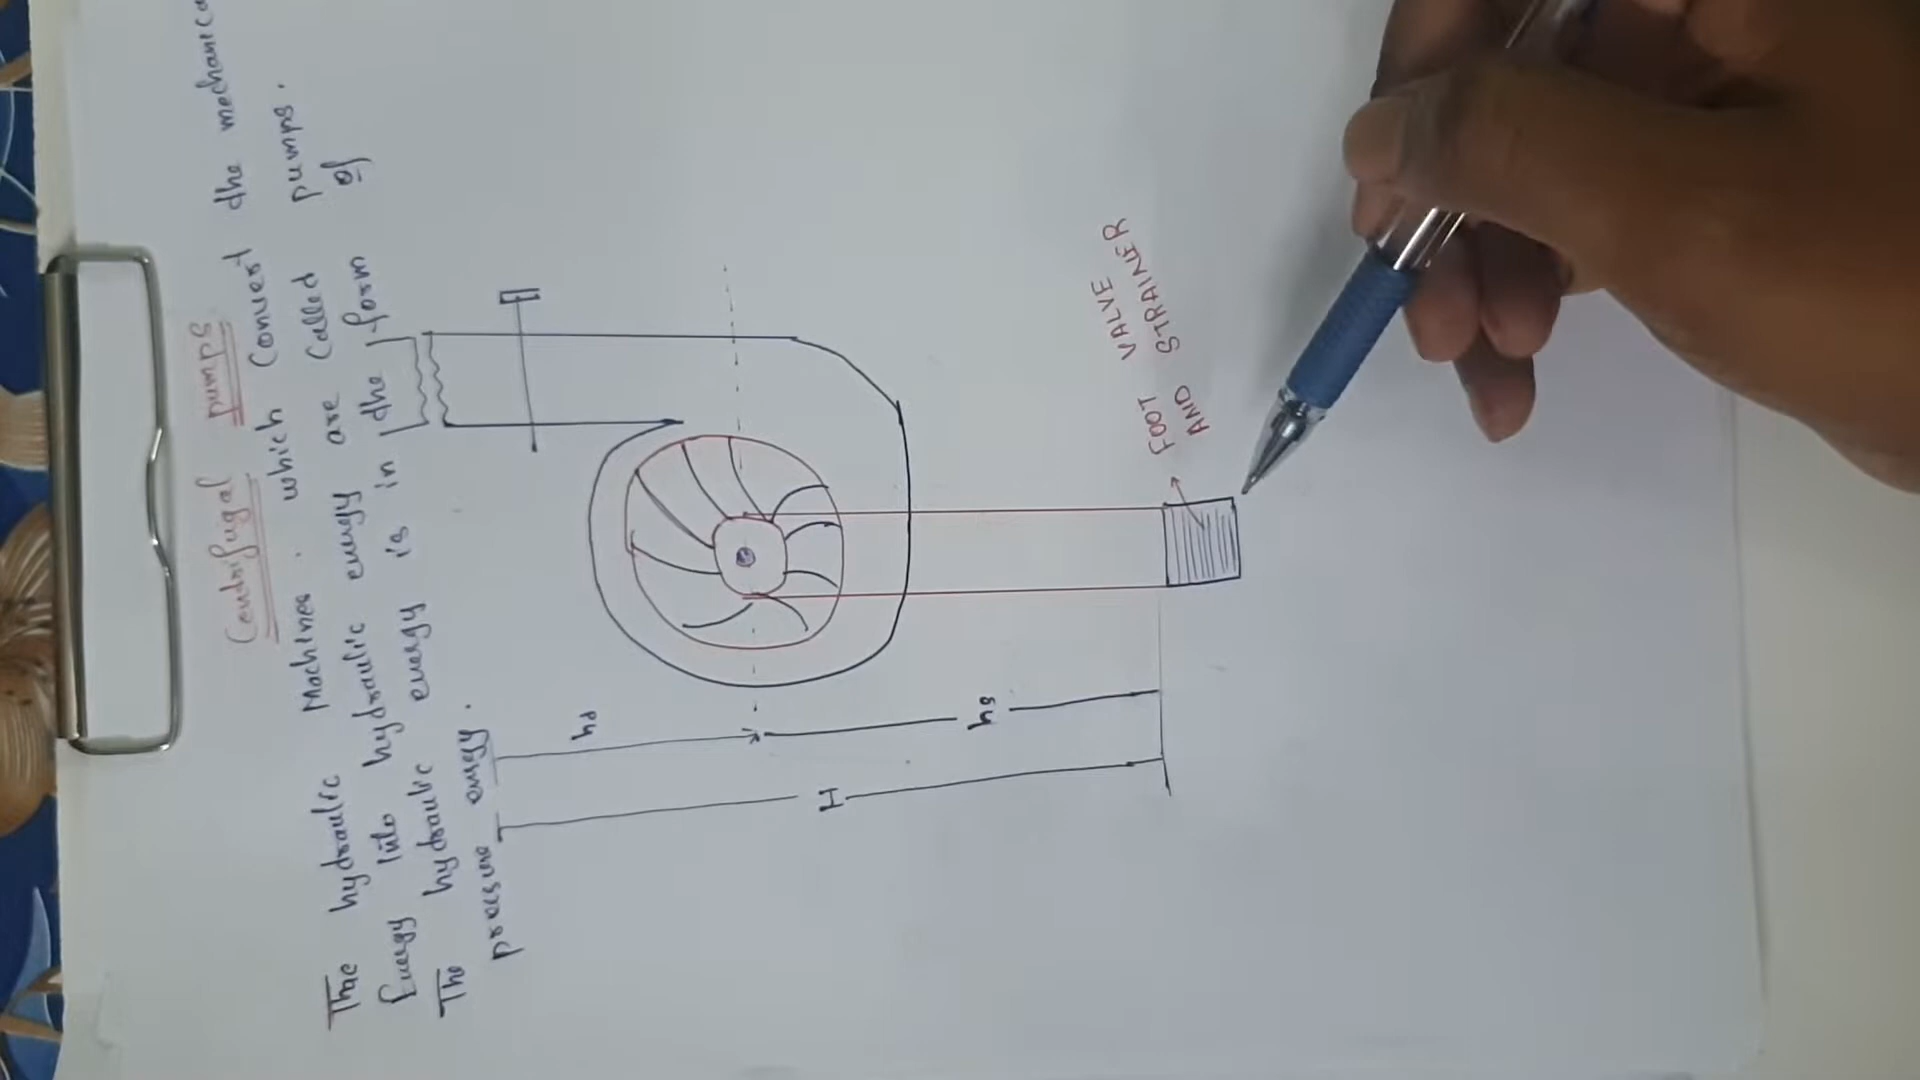 Centrifugal pumps
The hydraulic Machines which Convert the mechanica
Energy into hydraulic energy are Called pumps.
The hydraulic energy is in the form of
pressure energy.
hd
hs
H
FOOT VALVE
AND STRAINER